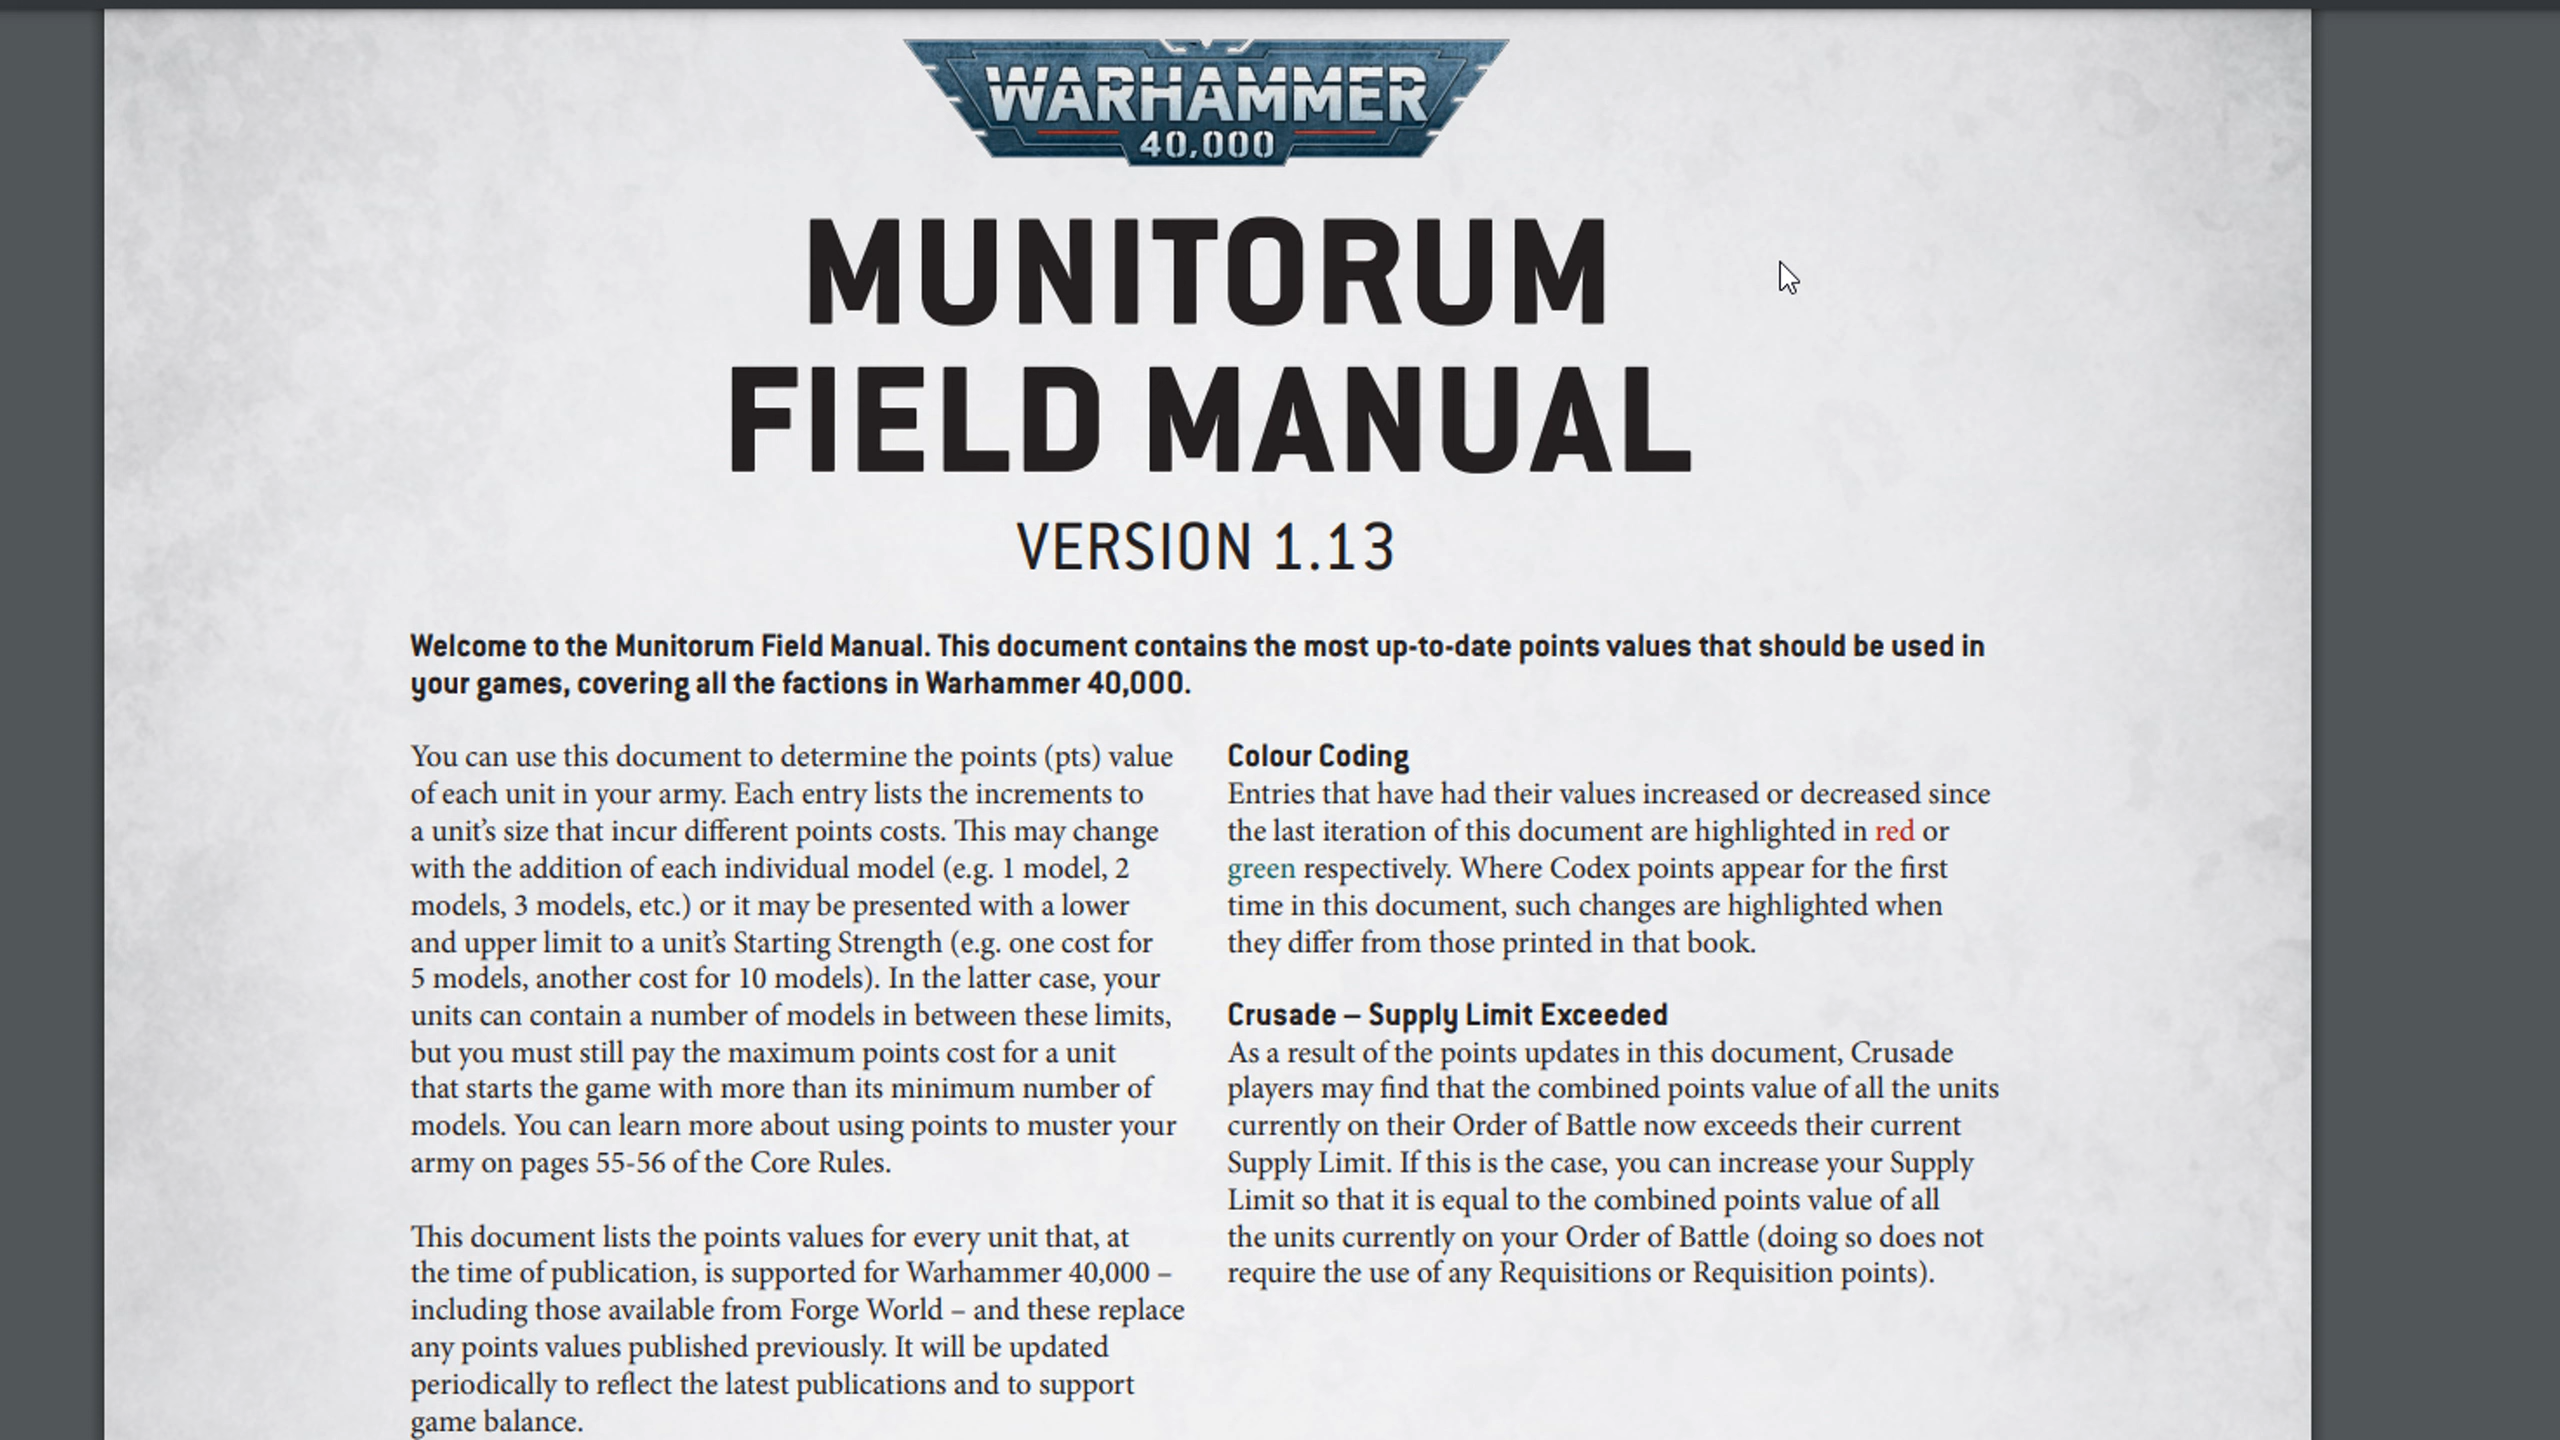 WARHAMMER
40,000
MUNITORUM
FIELD MANUAL
VERSION 1.13
Welcome to the Munitorum Field Manual. This document contains the most up-to-date points values that should be used in
your games, covering all the factions in Warhammer 40,000.
You can use this document to determine the points (pts) value
of each unit in your army. Each entry lists the increments to
a unit's size that incur different points costs. This may change
with the addition of each individual model (e.g. 1 model, 2
models, 3 models, etc.) or it may be presented with a lower
and upper limit to a unit's Starting Strength (e.g. one cost for
5 models, another cost for 10 models). In the latter case, your
units can contain a number of models in between these limits,
but you must still pay the maximum points cost for a unit
that starts the game with more than its minimum number of
models. You can learn more about using points to muster your
army on pages 55-56 of the Core Rules.
This document lists the points values for every unit that, at
the time of publication, is supported for Warhammer 40,000 –
including those available from Forge World – and these replace
any points values published previously. It will be updated
periodically to reflect the latest publications and to support
game balance.
Colour Coding
Entries that have had their values increased or decreased since
the last iteration of this document are highlighted in red or
green respectively. Where Codex points appear for the first
time in this document, such changes are highlighted when
they differ from those printed in that book.
Crusade – Supply Limit Exceeded
As a result of the points updates in this document, Crusade
players may find that the combined points value of all the units
currently on their Order of Battle now exceeds their current
Supply Limit. If this is the case, you can increase your Supply
Limit so that it is equal to the combined points value of all
the units currently on your Order of Battle (doing so does not
require the use of any Requisitions or Requisition points).